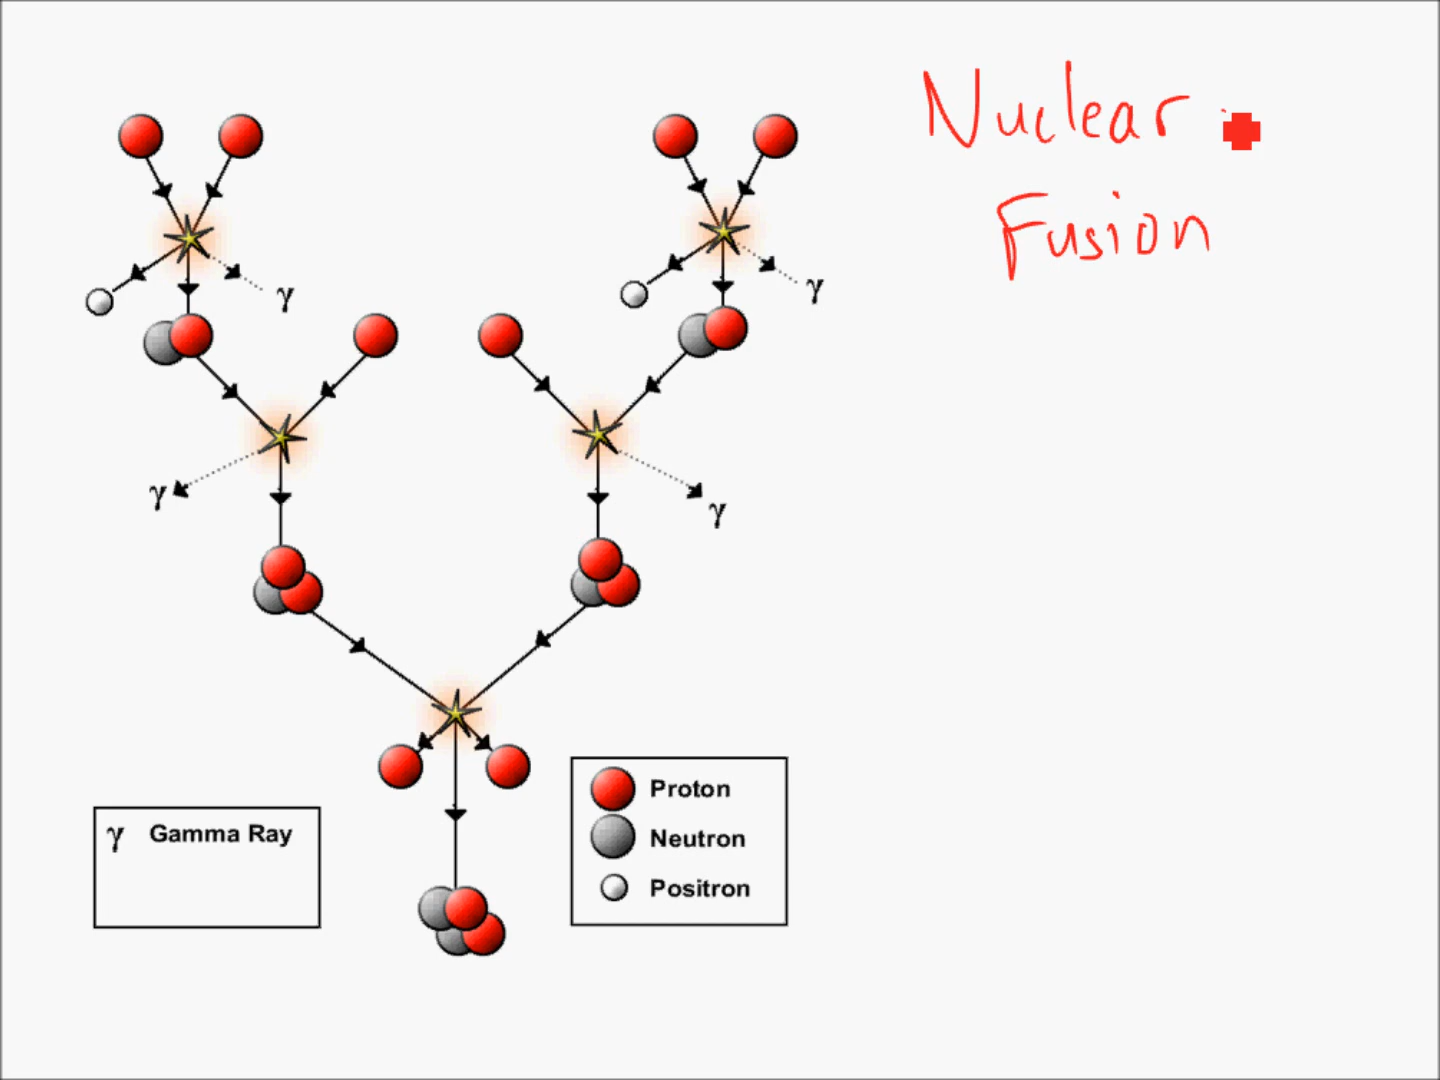 Nuclear
Fusion
γ
γ
γ
γ
Proton
Neutron
Positron
γ Gamma Ray